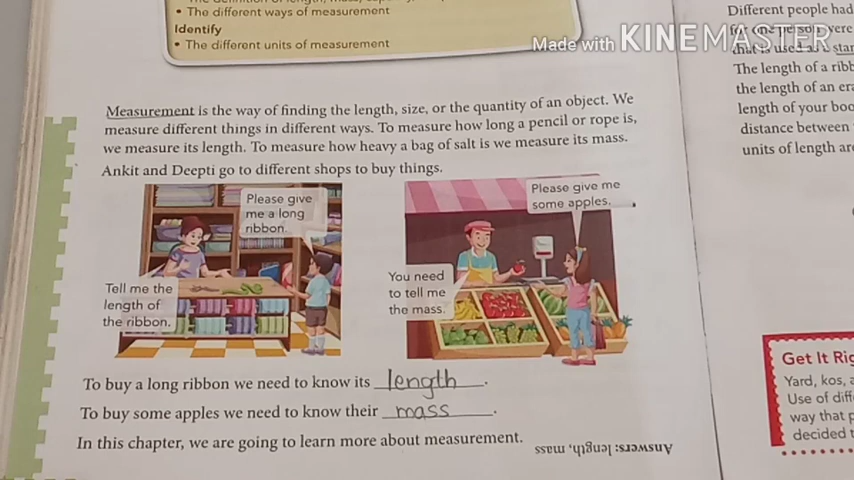 • The different ways of measurement
Identify
• The different units of measurement
Made with KINEMASTER
Measurement is the way of finding the length, size, or the quantity of an object. We
measure different things in different ways. To measure how long a pencil or rope is,
we measure its length. To measure how heavy a bag of salt is we measure its mass.
Ankit and Deepti go to different shops to buy things.
Please give
me a long
ribbon.
Tell me the
length of
the ribbon.
Please give me
some apples.
You need
to tell me
the mass.
To buy a long ribbon we need to know its length.
To buy some apples we need to know their mass.
In this chapter, we are going to learn more about measurement.
Answers: length, mass
Different people had
for one person were
that is used as a
The length of a
the length of an
length of your
distance between
units of length
Get It
Yard, kos,
Use of
way that
decided